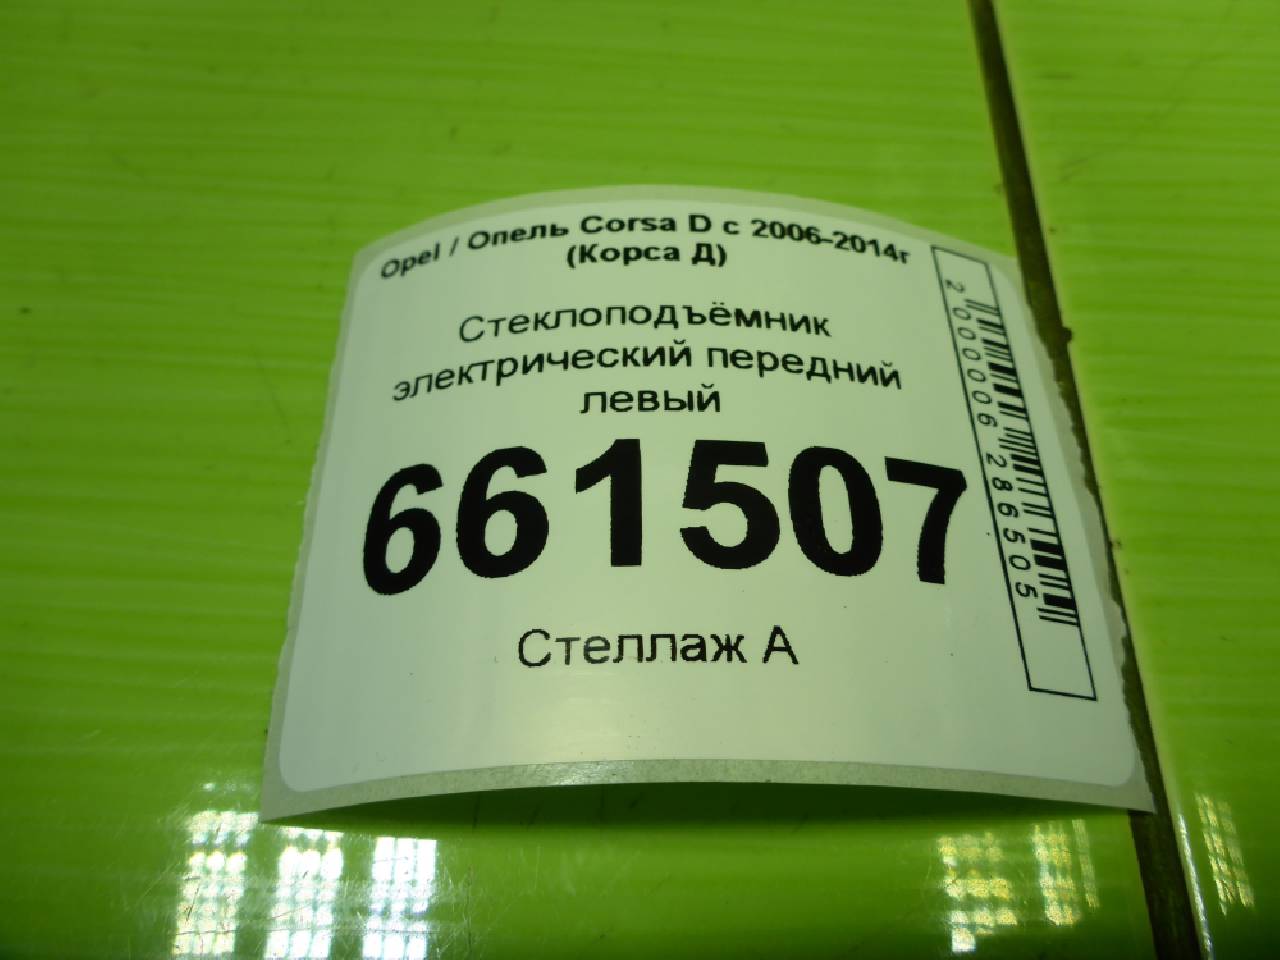 Opel / Опель Corsa D с 2006-2014г
(Корса Д)
Стеклоподъёмник
электрический передний
левый
661507
Стеллаж А
2000006286505